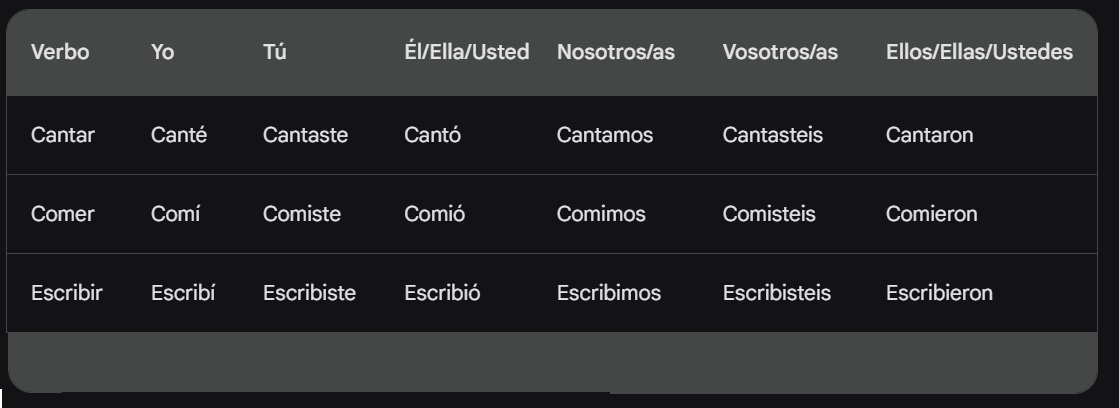 Verbo Yo Tú Él/Ella/Usted Nosotros/as Vosotros/as Ellos/Ellas/Ustedes
Cantar Canté Cantaste Cantó Cantamos Cantasteis Cantaron
Comer Comí Comiste Comió Comimos Comisteis Comieron
Escribir Escribí Escribiste Escribió Escribimos Escribisteis Escribieron